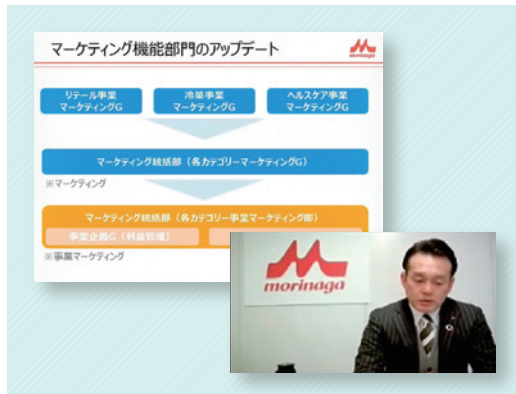 マーケティング機能部門のアップデート
morinaga
リテール事業
マーケティングG
冷菓事業
マーケティングG
ヘルスケア事業
マーケティングG
マーケティング統括部（各カテゴリーマーケティングG）
※マーケティング
マーケティング統括部（各カテゴリー事業マーケティング部）
事業企画G（利益管理）
※事業マーケティング
morinaga